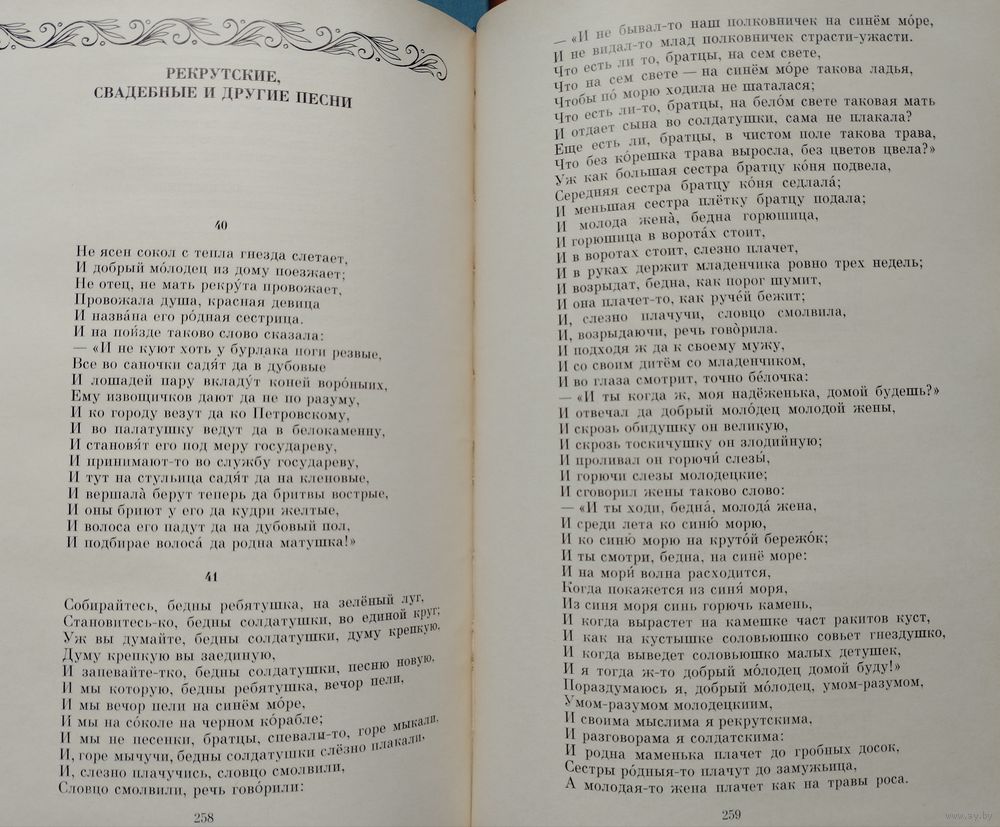 РЕКРУТСКИЕ,
СВАДЕБНЫЕ И ДРУГИЕ ПЕСНИ
40
Не ясен сокол с тепла гнезда слетает,
И добрый мо́лодец из дому поезжает;
Не отец, не мать рекру́та провожает,
Провожала душа, красная девица
И назва́на его ро́дная сестрица.
И на по́йзде таково слово сказала:
— «И не куют хоть у бурлака ноги резвые,
Все во саночки садя́т да в дубовые
И лошадей пару вкладу́т коней воро́ныих,
Ему извощичков дают да не по разуму,
И ко городу везут да ко Петровскому,
И во палатушку ведут да в белокаменну,
И становя́т его под меру государеву,
И принимают-то во службу государеву,
И тут на стульица садя́т да на кленовые,
И вершала̀ берут теперь да бритвы вострые,
И оны бриют у его да кудри желтые,
И волоса его падут да на дубовый пол,
И подбирае волоса́ да родна матушка!»
41
Собирайтесь, бедны ребятушка, на зелёный луг,
Становитесь-ко, бедны солдатушки, во единой круг;
Уж вы думайте, бедны солдатушки, думу крепкую,
Думу крепкую вы заединую,
И запевайте-тко, бедны солдатушки, песню новую,
И мы которую, бедны ребятушка, вечор пели,
И мы вечор пели на синём мо́ре,
И мы на со́коле на черном ко́рабле;
И мы не песенки, братцы, спевали-то, горе мыкали,
И, горе мычучи, бедны солдатушки слёзно плакали,
И, слезно плачучись, словцо смолвили,
Словцо смолвили, речь гово́рили:
258
— «И не бывал-то наш полковничек на синём мо́ре,
И не видал-то млад полковничек страсти-ужасти.
Что есть ли то, братцы, на сем свете,
Что на сем свете — на синём мо́ре такова ладья,
Чтобы по́ морю ходила не шаталася;
Что есть ли-то, братцы, на бело́м свете таковая мать
И отдает сына во солдатушки, сама не плакала?
Еще есть ли, братцы, в чистом поле такова трава,
Что без ко́решка трава выросла, без цветов цвела?»
Уж как большая сестра братцу ко́ня подвела,
Середняя сестра братцу ко́ня седлала́;
И меньшая сестра плётку братцу подала;
И молода жена̀, бедна горюшица,
И горюшица в воротах стоит,
И в воротах стоит, слезно плачет,
И в руках держит младенчика ровно трех недель;
И возрыдат, бедна, как порог шумит,
И она плачет-то, как руче́й бежит;
И, слезно плачучи, словцо смолвила,
И, возрыдаючи, речь гово́рила.
И подходя ж да к своему мужу,
И со своим дитём со младенчиком,
И во глаза смотрит, точно бе́лочка:
— «И ты когда ж, моя надёженька, домой будешь?»
И отвечал да добрый моло́дец молодой жены,
И скрозь обидушку он великую,
И скрозь тоскичушку он злодийную;
И проливал он горючи́ слезы́,
И горючи слезы молодецкие;
И сговорил жены таково слово:
— «И ты ходи, бедна́, молода́ жена,
И среди лета ко синю́ морю,
И ко синю́ морю на круто́й бережо́к;
И ты смотри, бедна, на синё море:
И на мори́ волна расходится,
Когда покажется из синя́ моря,
Из синя моря синь горючь камень,
И когда вырастет на камешке част ракитов куст,
И как на кустышке соловьюшко совьет гнездушко,
И когда выведет соловьюшко малых детушек,
И я тогда ж-то добрый мо́лодец домой буду!»
Пораздумаюсь я, добрый мо́лодец, умом-разумом,
Умом-разумом молодецкиим,
И своима мыслима я рекрутскима,
И разговорама я солдатскима:
И родна маменька плачет до гробных досок,
Сестры ро́дныя-то плачут до замужьица,
А молодая-то жена плачет как на травы роса.
259
www.ay.by